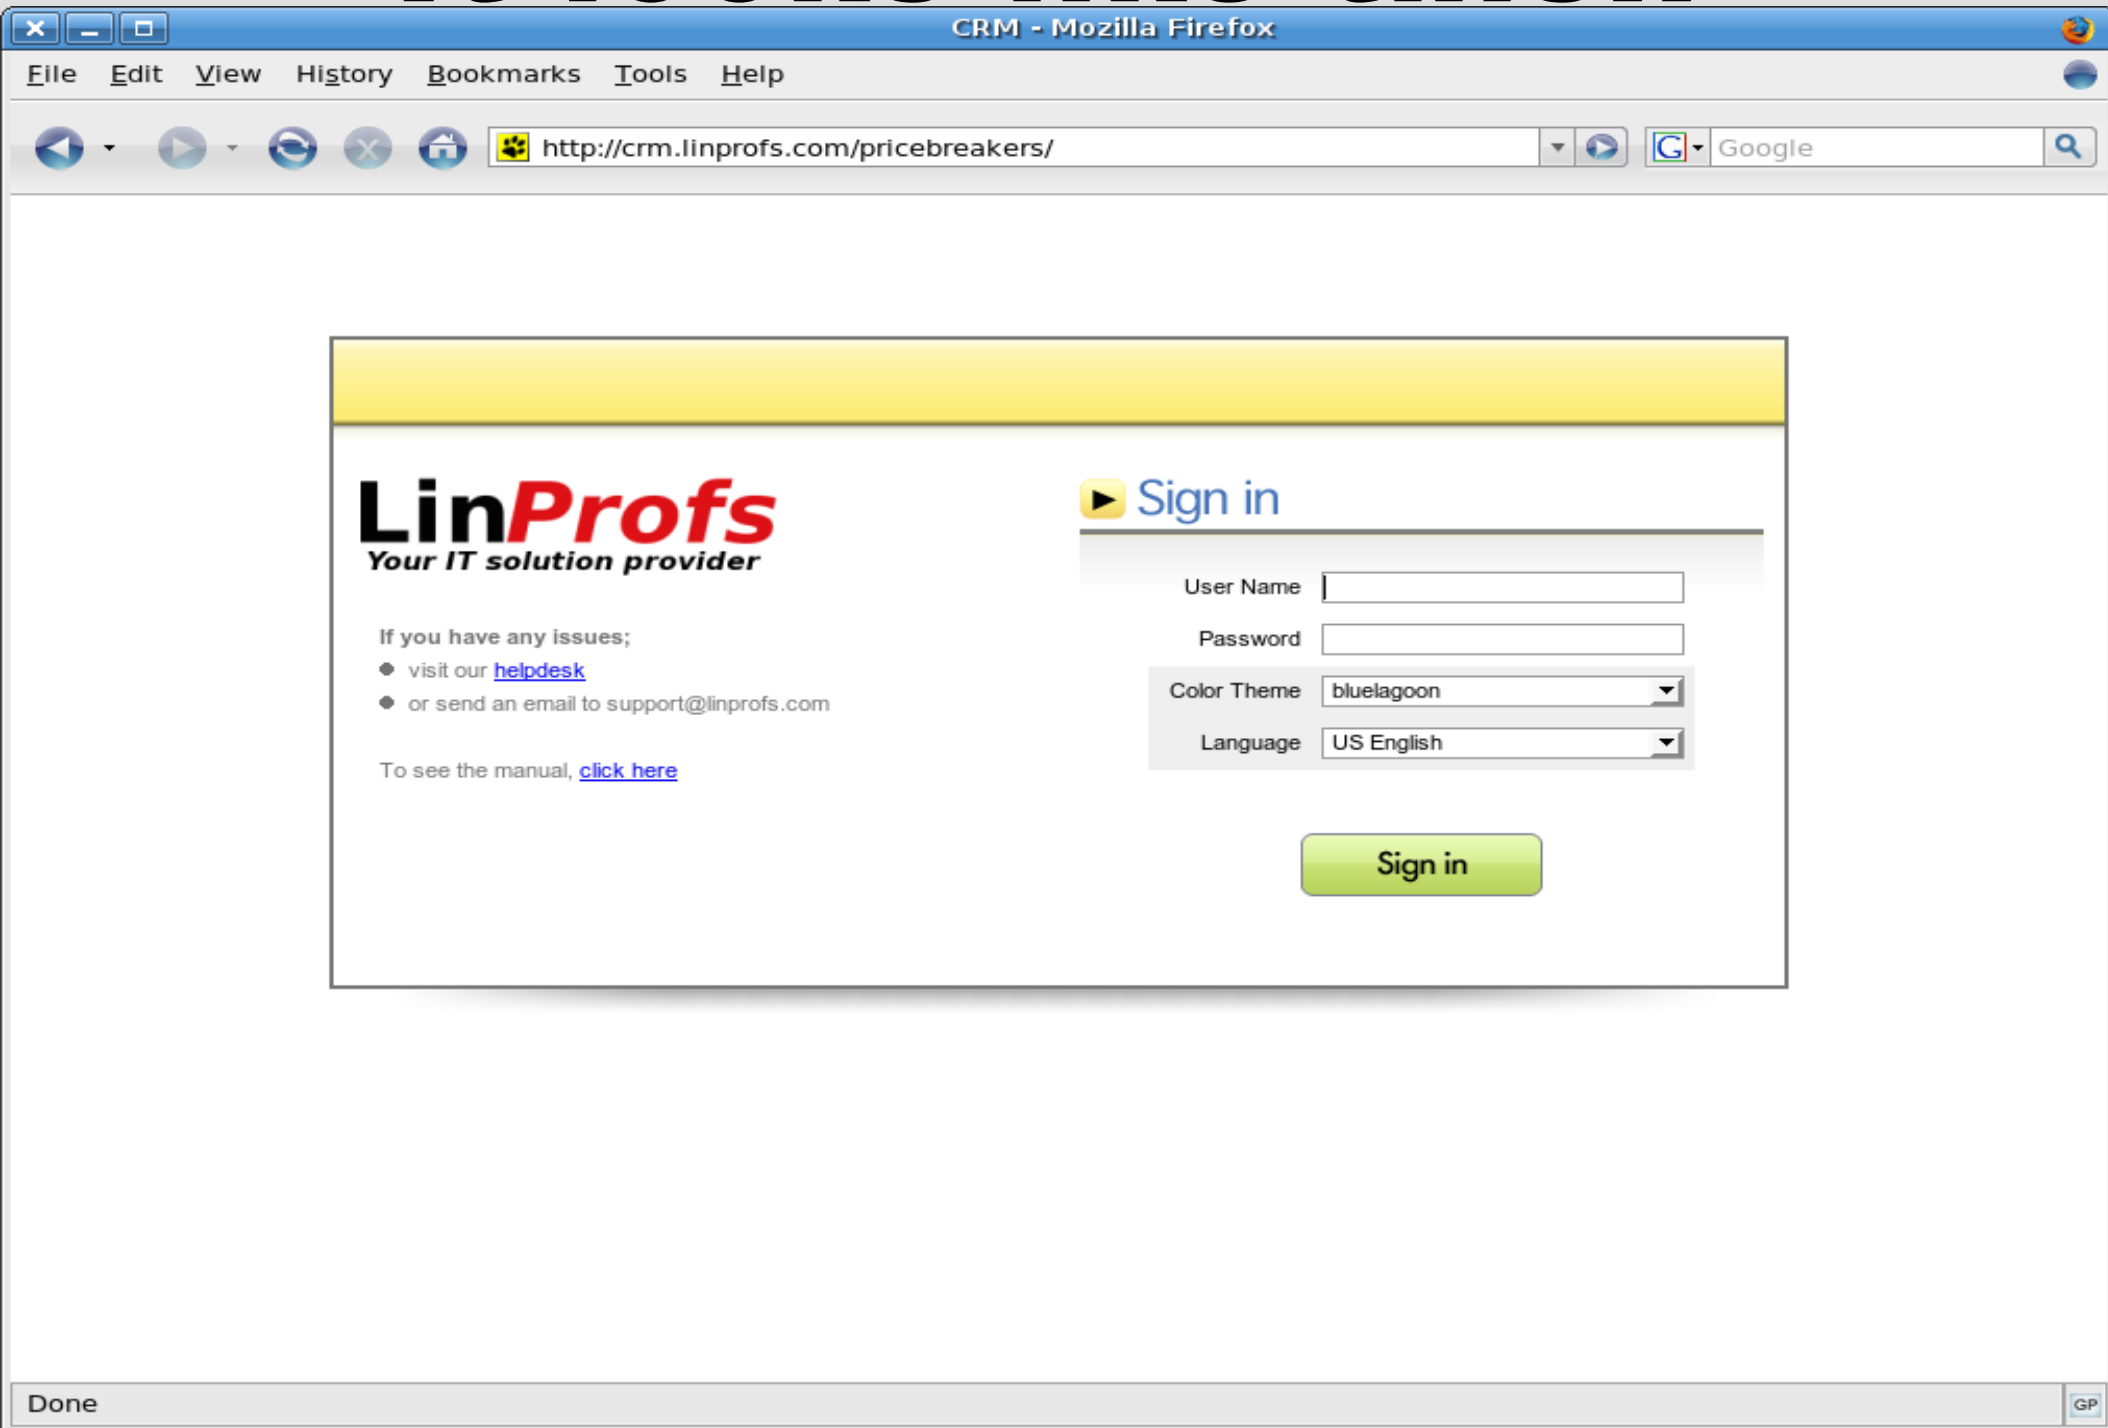 CRM - Mozilla Firefox
File Edit View History Bookmarks Tools Help
http://crm.linprofs.com/pricebreakers/
G Google
LinProfs
Your IT solution provider
If you have any issues;
visit our helpdesk
or send an email to support@linprofs.com
To see the manual, click here
Sign in
User Name
Password
Color Theme bluelagoon
Language US English
Sign in
Done
GP